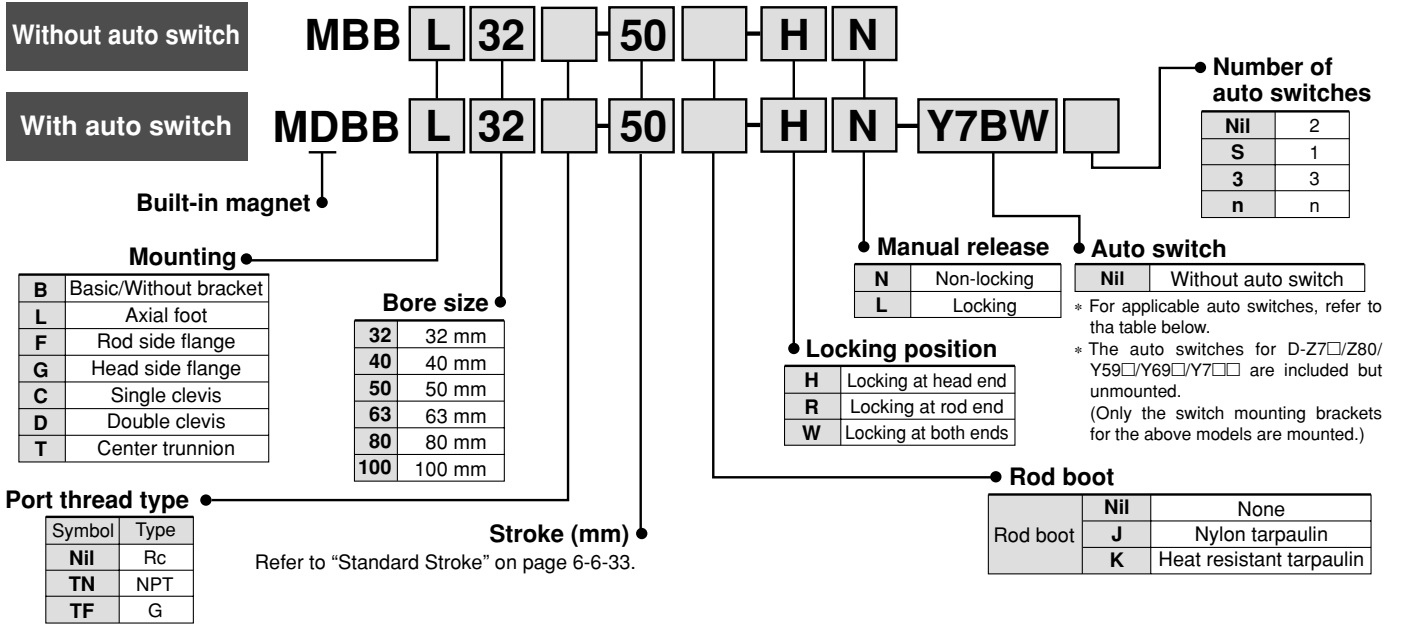 Without auto switch
MBB L 32 - 50 - H N
With auto switch
MDBB L 32 - 50 - H N - Y7BW
Number of
auto switches
Nil 2
S 1
3 3
n n
Built-in magnet
Mounting
B Basic/Without bracket
L Axial foot
F Rod side flange
G Head side flange
C Single clevis
D Double clevis
T Center trunnion
Bore size
32 32 mm
40 40 mm
50 50 mm
63 63 mm
80 80 mm
100 100 mm
Manual release
N Non-locking
L Locking
Locking position
H Locking at head end
R Locking at rod end
W Locking at both ends
Auto switch
Nil Without auto switch
* For applicable auto switches, refer to
tha table below.
* The auto switches for D-Z7□/Z80/
Y59□/Y69□/Y7□□ are included but
unmounted.
(Only the switch mounting brackets
for the above models are mounted.)
Port thread type
Symbol Type
Nil Rc
TN NPT
TF G
Stroke (mm)
Refer to “Standard Stroke” on page 6-6-33.
Rod boot
Rod boot
Nil None
J Nylon tarpaulin
K Heat resistant tarpaulin